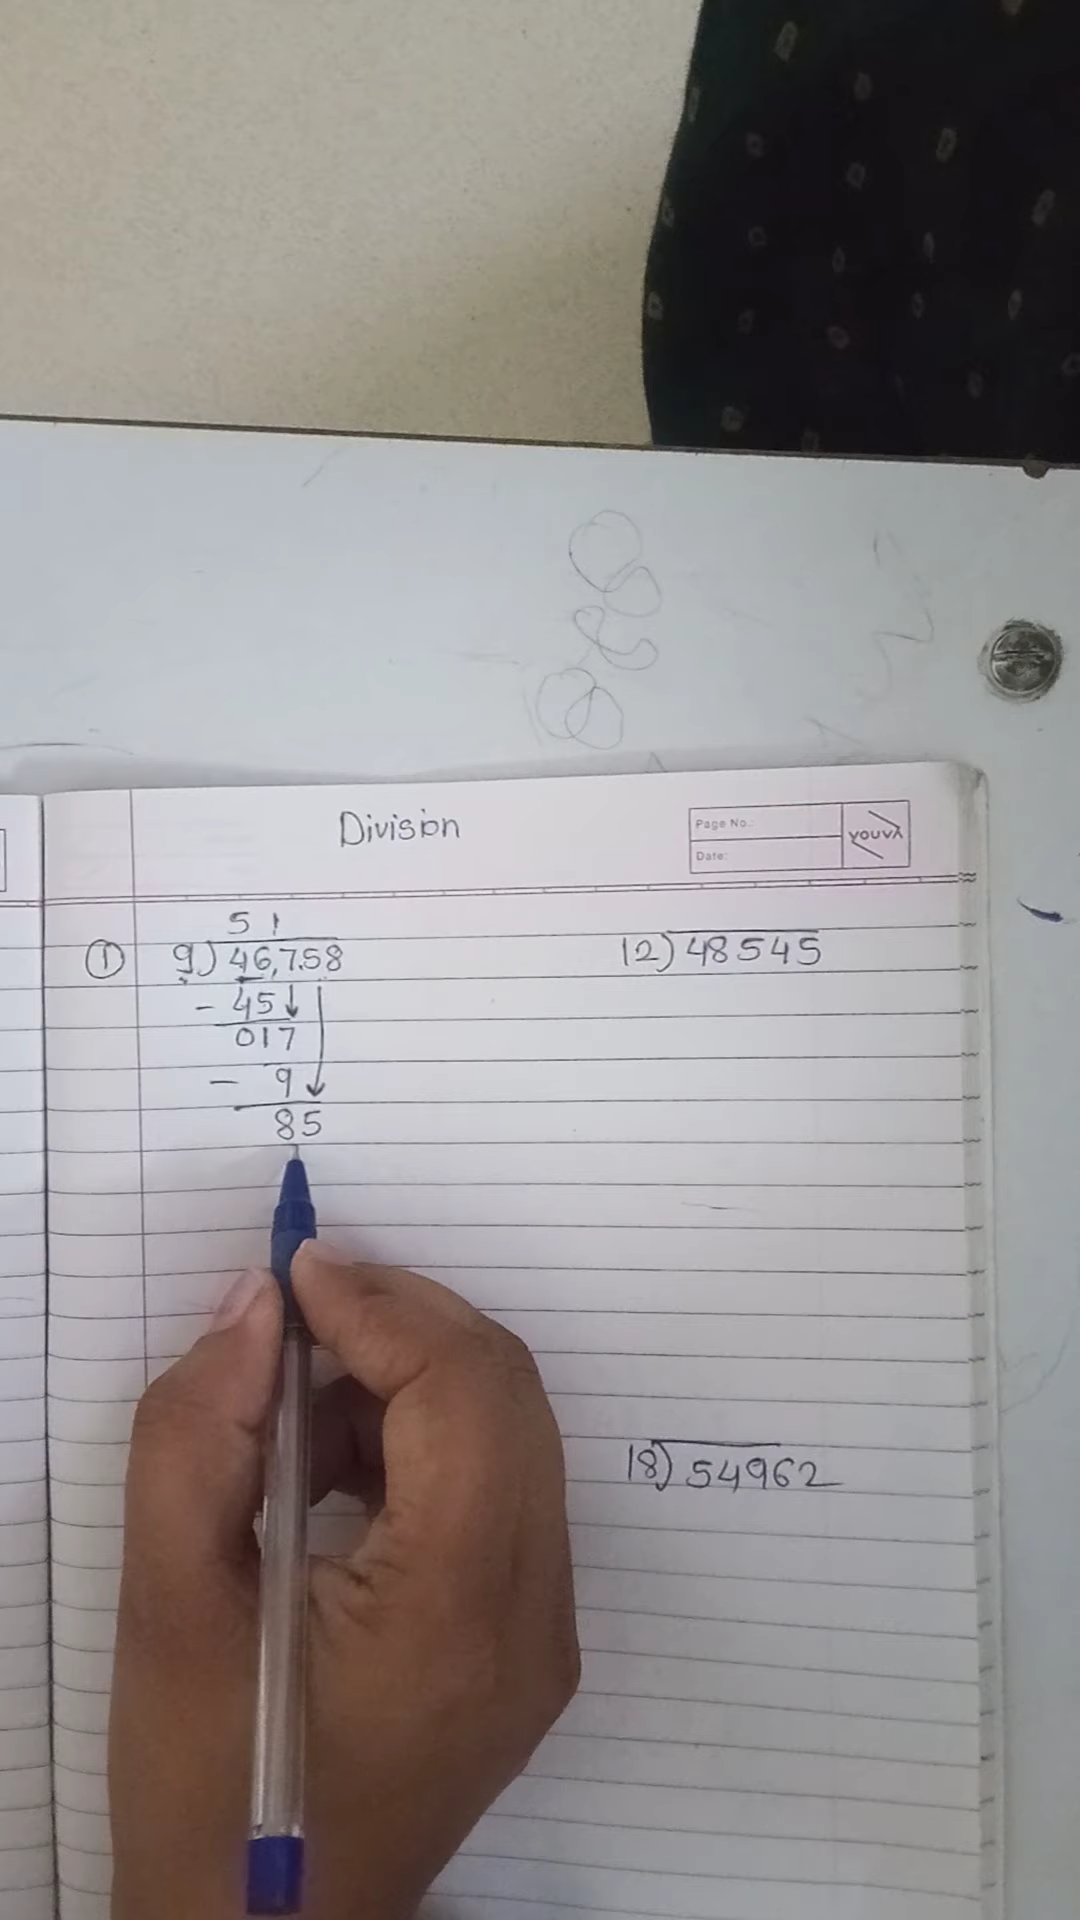 Division
Page No.:
Date:
youva
5 1
① 9) 46,758
- 45↓
017
- 9↓
85
12) 48545
18) 54962